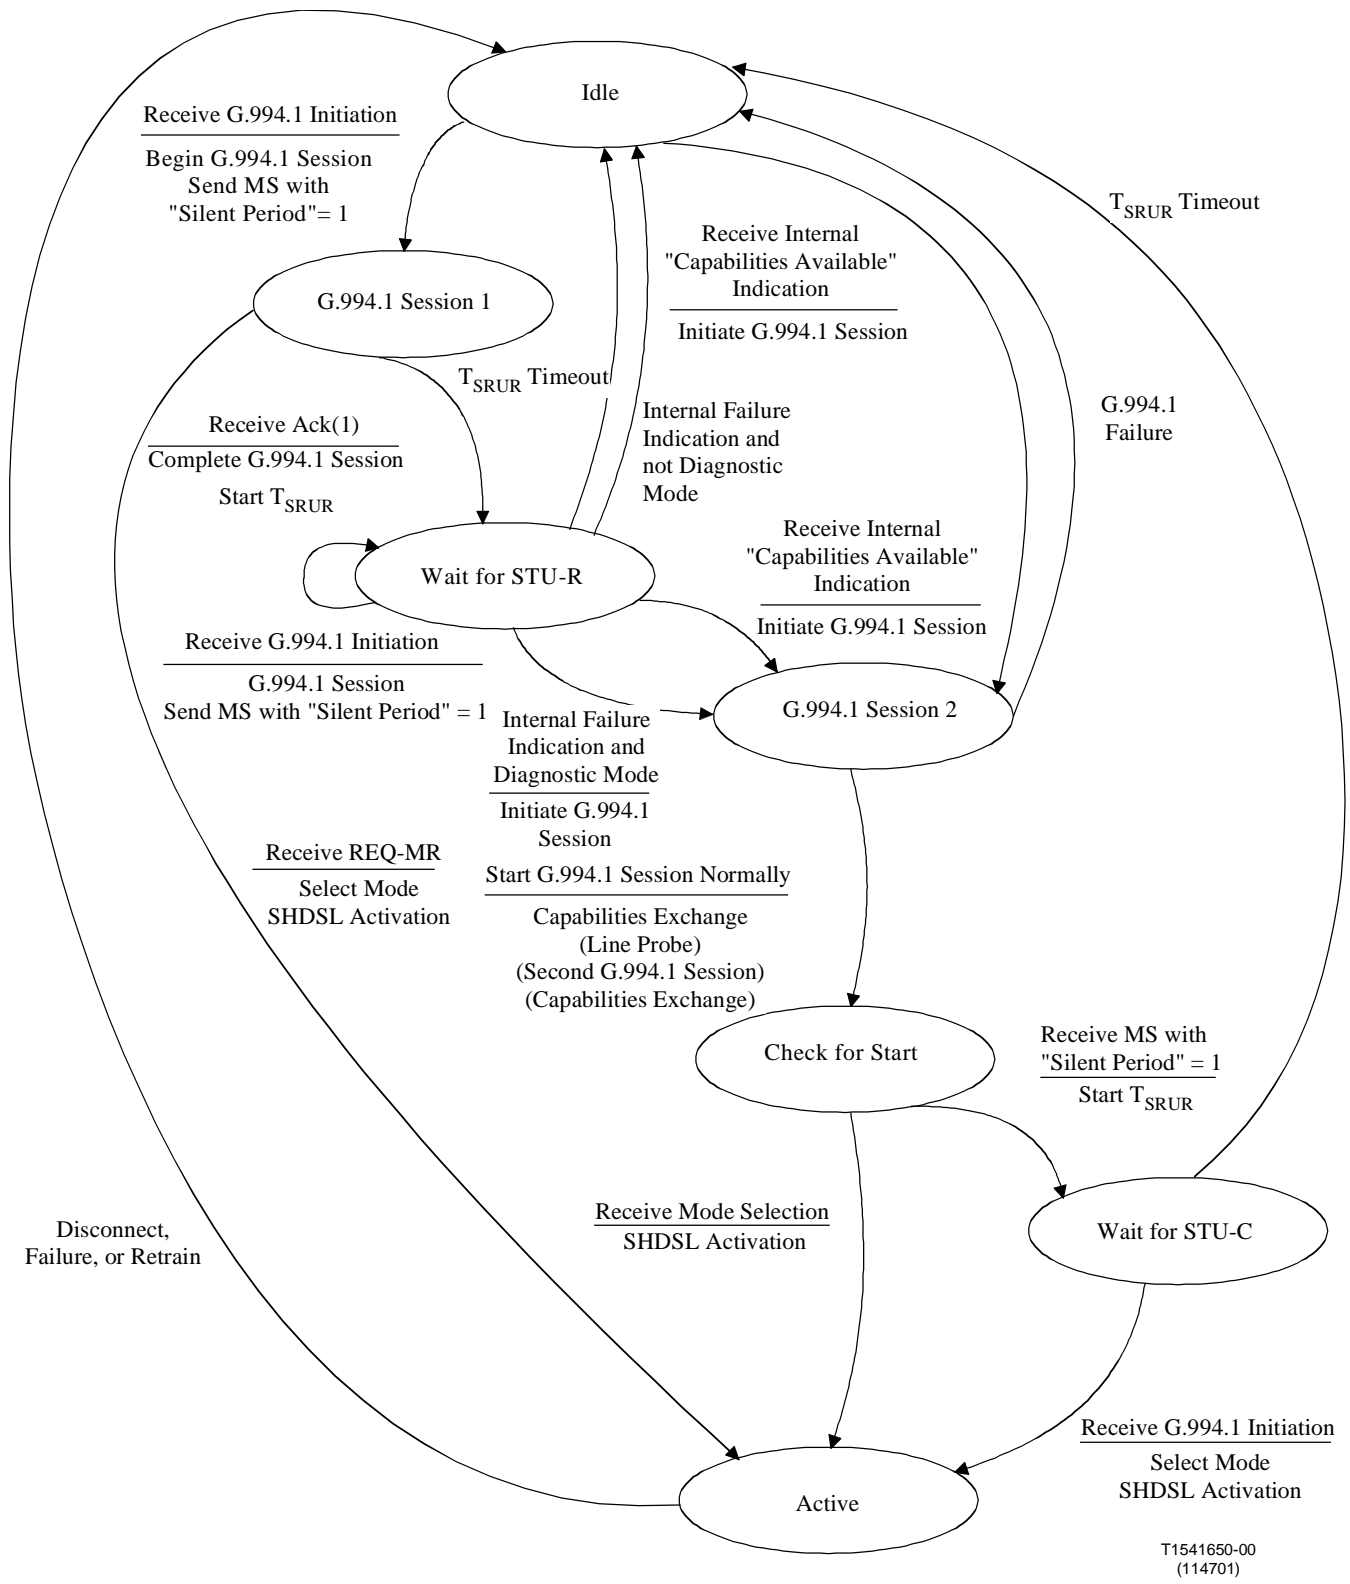 Idle
Receive G.994.1 Initiation
Begin G.994.1 Session
Send MS with
"Silent Period"= 1
T_SRUR Timeout
Receive Internal
"Capabilities Available"
Indication
Initiate G.994.1 Session
G.994.1 Session 1
T_SRUR Timeout
G.994.1
Failure
Internal Failure
Indication and
not Diagnostic
Mode
Receive Ack(1)
Complete G.994.1 Session
Start T_SRUR
Receive Internal
"Capabilities Available"
Indication
Initiate G.994.1 Session
Wait for STU-R
Receive G.994.1 Initiation
G.994.1 Session
Send MS with "Silent Period" = 1
G.994.1 Session 2
Internal Failure
Indication and
Diagnostic Mode
Initiate G.994.1
Session
Receive REQ-MR
Select Mode
SHDSL Activation
Start G.994.1 Session Normally
Capabilities Exchange
(Line Probe)
(Second G.994.1 Session)
(Capabilities Exchange)
Check for Start
Receive MS with
"Silent Period" = 1
Start T_SRUR
Receive Mode Selection
SHDSL Activation
Wait for STU-C
Disconnect,
Failure, or Retrain
Receive G.994.1 Initiation
Select Mode
SHDSL Activation
Active
T1541650-00
(114701)